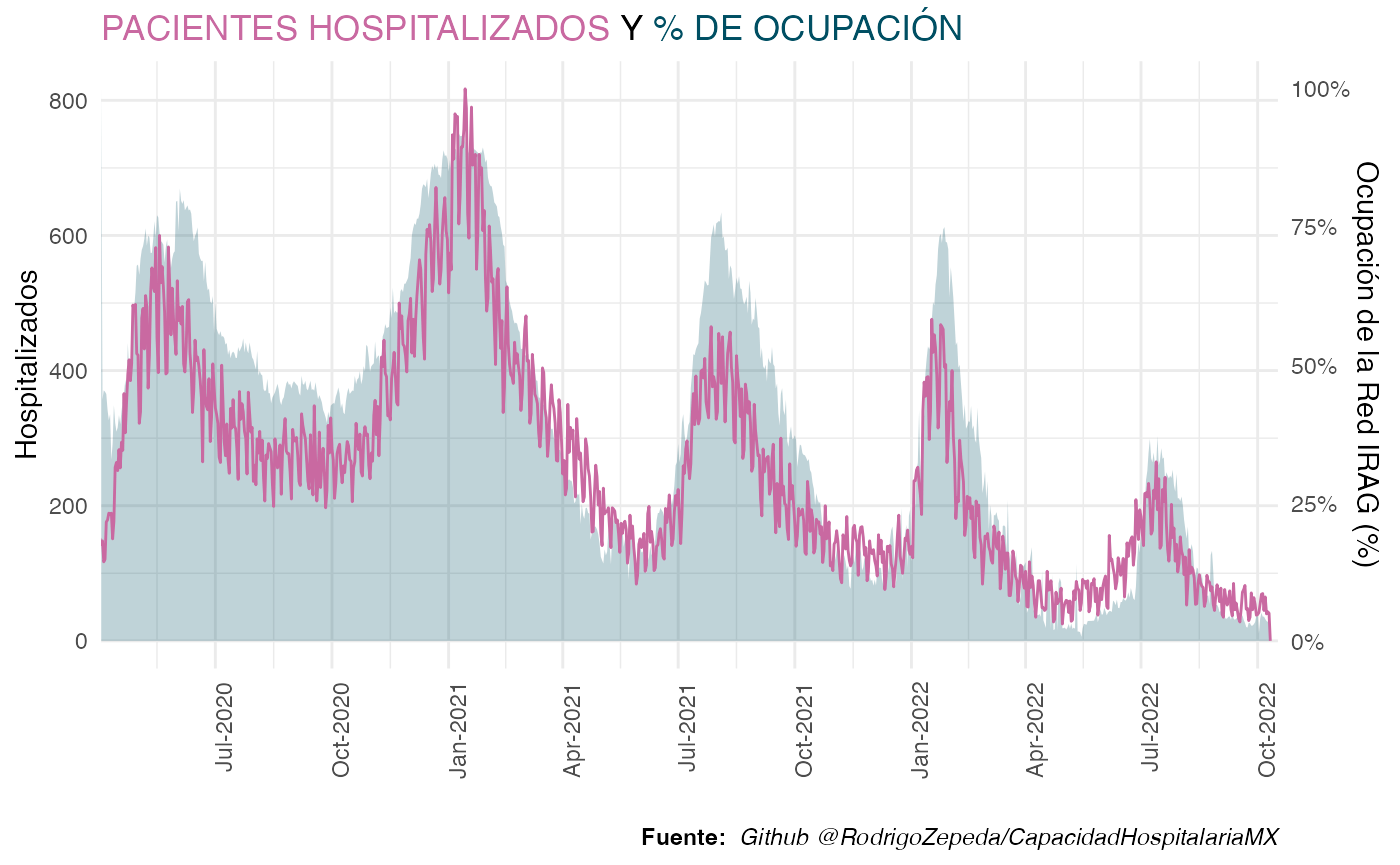 PACIENTES HOSPITALIZADOS Y % DE OCUPACIÓN
Hospitalizados
800
600
400
200
0
100%
75%
50%
25%
0%
Ocupación de la Red IRAG (%)
Jul-2020
Oct-2020
Jan-2021
Apr-2021
Jul-2021
Oct-2021
Jan-2022
Apr-2022
Jul-2022
Oct-2022
Fuente: Github @RodrigoZepeda/CapacidadHospitalariaMX